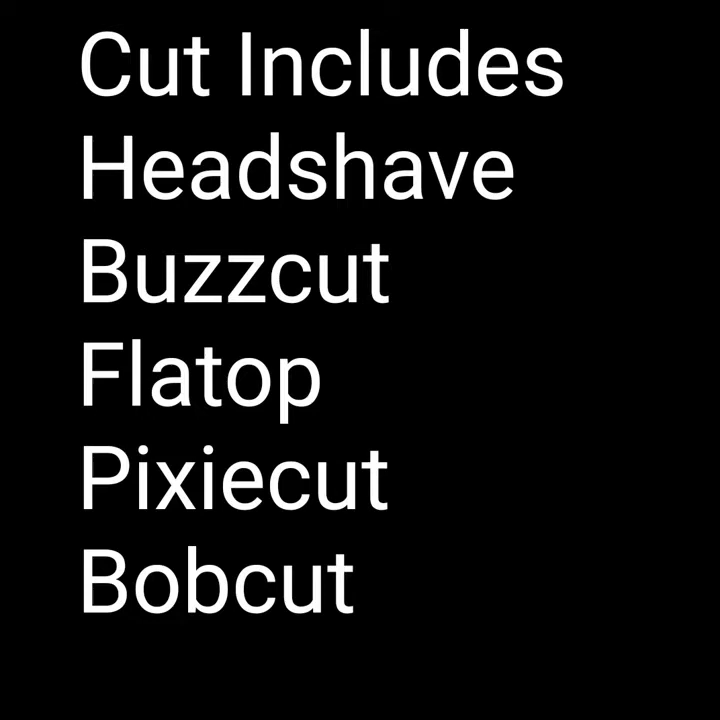 Cut Includes
Headshave
Buzzcut
Flatop
Pixiecut
Bobcut